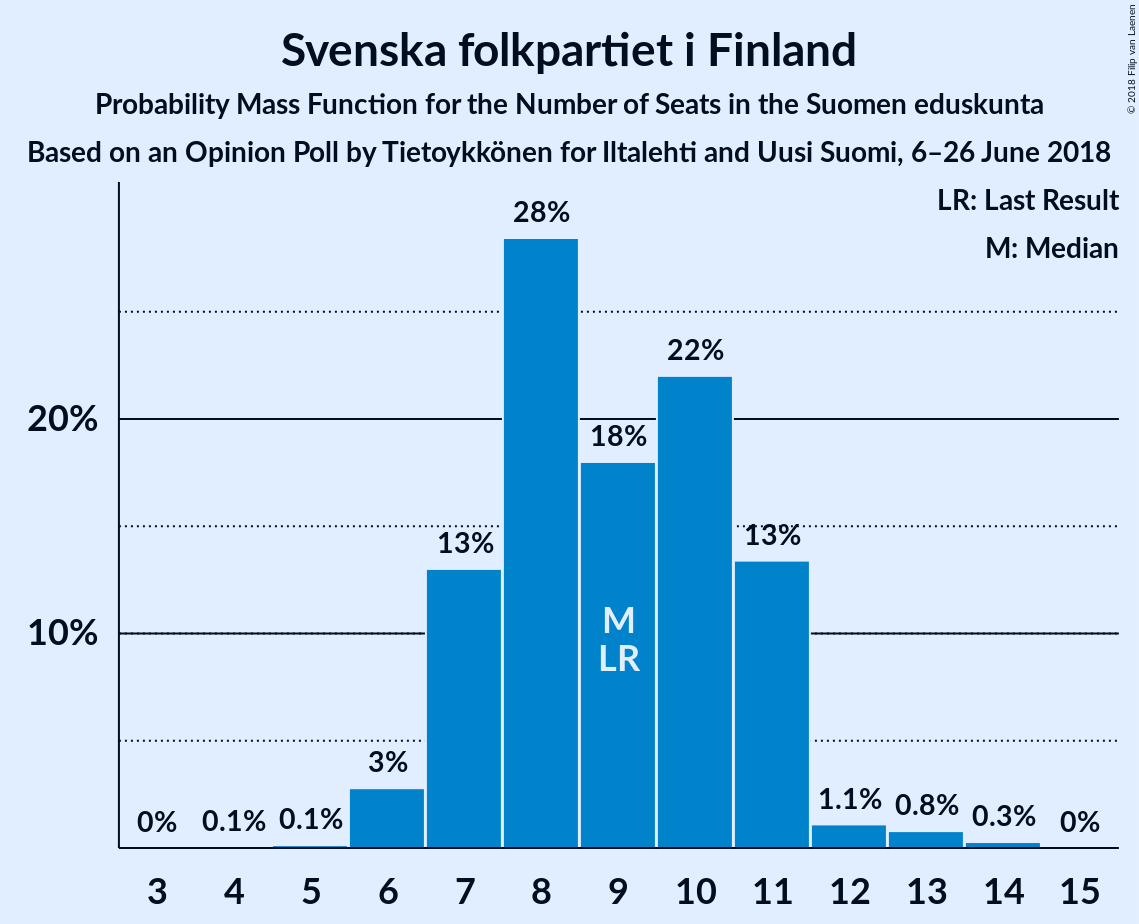 Svenska folkpartiet i Finland
Probability Mass Function for the Number of Seats in the Suomen eduskunta
Based on an Opinion Poll by Tietoykkönen for Iltalehti and Uusi Suomi, 6–26 June 2018
© 2018 Filip van Laenen
LR: Last Result
M: Median
28%
22%
20%
18%
13%
13%
M
LR
10%
3%
0%
0.1%
0.1%
1.1%
0.8%
0.3%
0%
3 4 5 6 7 8 9 10 11 12 13 14 15